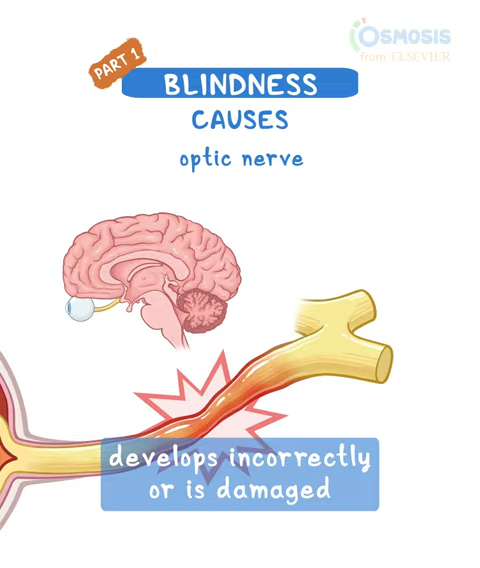 OSMOSIS
from ELSEVIER
PART 1
BLINDNESS
CAUSES
optic nerve
develops incorrectly
or is damaged